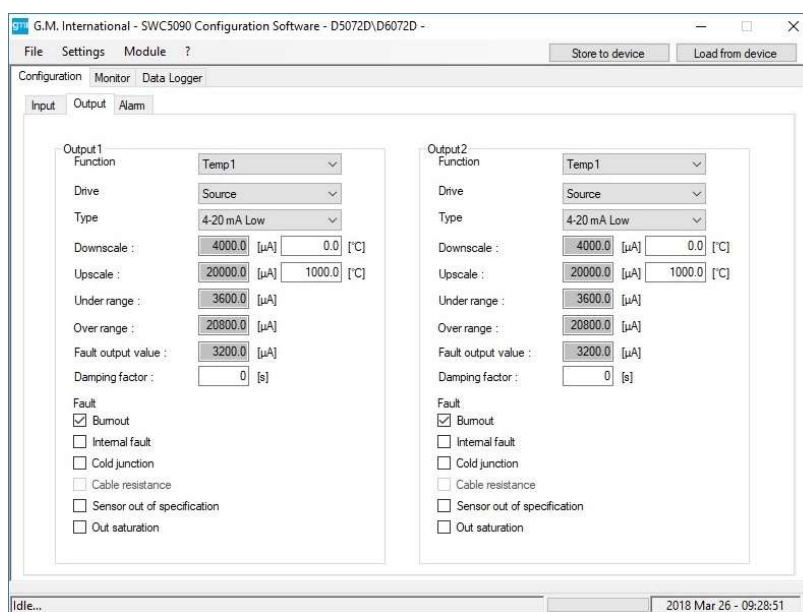 gmi G.M. International - SWC5090 Configuration Software - D5072D\D6072D -
File Settings Module ? Store to device Load from device
Configuration Monitor Data Logger
Input Output Alarm
Output1
Function Temp1
Drive Source
Type 4-20 mA Low
Downscale : 4000.0 [µA] 0.0 [°C]
Upscale : 20000.0 [µA] 1000.0 [°C]
Under range : 3600.0 [µA]
Over range : 20800.0 [µA]
Fault output value : 3200.0 [µA]
Damping factor : 0 [s]
Fault
Burnout
Internal fault
Cold junction
Cable resistance
Sensor out of specification
Out saturation
Output2
Function Temp1
Drive Source
Type 4-20 mA Low
Downscale : 4000.0 [µA] 0.0 [°C]
Upscale : 20000.0 [µA] 1000.0 [°C]
Under range : 3600.0 [µA]
Over range : 20800.0 [µA]
Fault output value : 3200.0 [µA]
Damping factor : 0 [s]
Fault
Burnout
Internal fault
Cold junction
Cable resistance
Sensor out of specification
Out saturation
Idle... 2018 Mar 26 - 09:28:51